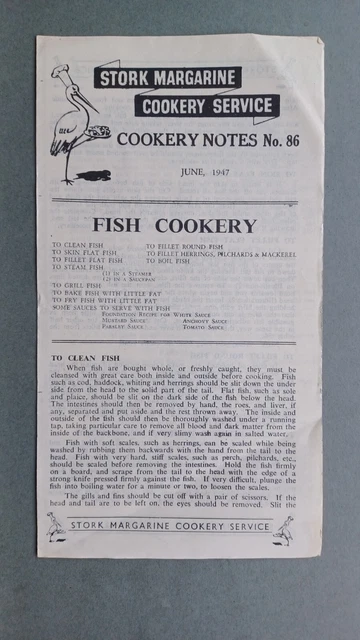 STORK MARGARINE
COOKERY SERVICE
COOKERY NOTES No. 86
JUNE, 1947
FISH COOKERY
TO CLEAN FISH
TO SKIN FLAT FISH
TO FILLET FLAT FISH
TO STEAM FISH
(1) IN A STEAMER
(2) IN A SAUCEPAN
TO GRILL FISH
TO BAKE FISH WITH LITTLE FAT
TO FRY FISH WITH LITTLE FAT
SOME SAUCES TO SERVE WITH FISH
TO FILLET ROUND FISH
TO FILLET HERRINGS, PILCHARDS & MACKEREL
TO BOIL FISH
FOUNDATION RECIPE FOR WHITE SAUCE
MUSTARD SAUCE ANCHOVY SAUCE
PARSLEY SAUCE TOMATO SAUCE
TO CLEAN FISH
When fish are bought whole, or freshly caught, they must be
cleansed with great care both inside and outside before cooking. Fish
such as cod, haddock, whiting and herrings should be slit down the under
side from the head to the solid part of the tail. Flat fish, such as sole
and plaice, should be slit on the dark side of the fish below the head.
The intestines should then be removed by hand, the roes, and liver, if
any, separated and put aside and the rest thrown away. The inside and
outside of the fish should then be thoroughly washed under a running
tap, taking particular care to remove all blood and dark matter from the
inside of the backbone, and if very slimy wash again in salted water.
Fish with soft scales, such as herrings, can be scaled while being
washed by rubbing them backwards with the hand from the tail to the
head. Fish with very hard, stiff scales, such as perch, pilchards, etc.,
should be scaled before removing the intestines. Hold the fish firmly
on a board, and scrape from the tail to the head with the edge of a
strong knife pressed firmly against the fish. If very difficult, plunge the
fish into boiling water for a minute or two, to loosen the scales.
The gills and fins should be cut off with a pair of scissors. If the
head and tail are to be left on, the eyes should be removed. Slit the
STORK MARGARINE COOKERY SERVICE